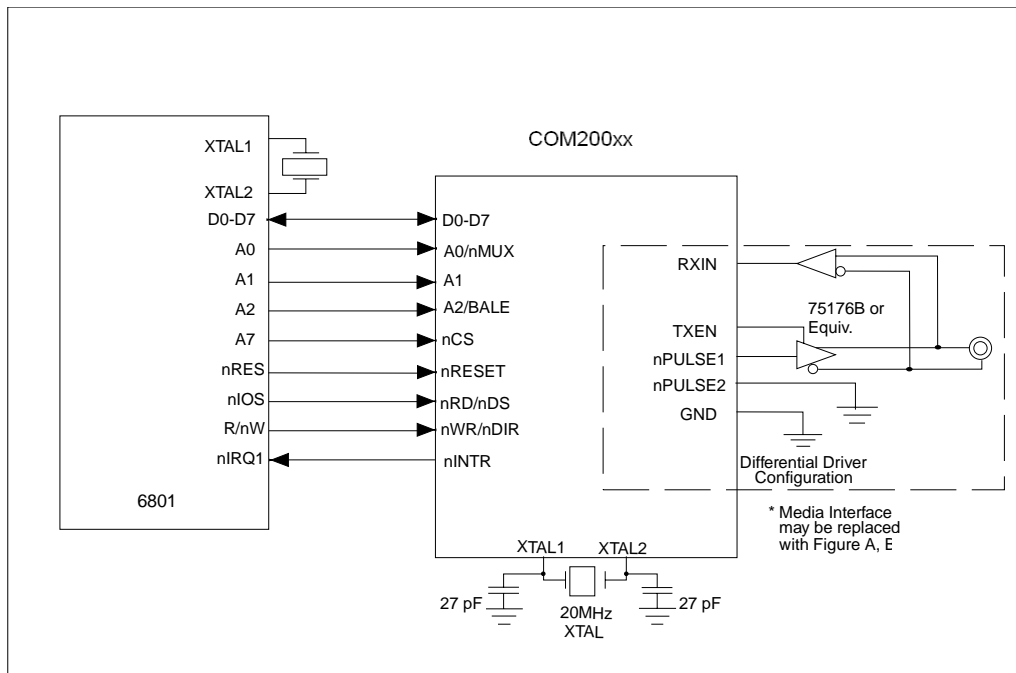 COM200xx
XTAL1
XTAL2
D0-D7
A0
A1
A2
A7
nRES
nIOS
R/nW
nIRQ1
6801
D0-D7
A0/nMUX
A1
A2/BALE
nCS
nRESET
nRD/nDS
nWR/nDIR
nINTR
RXIN
TXEN
nPULSE1
nPULSE2
GND
75176B or
Equiv.
Differential Driver
Configuration
* Media Interface
may be replaced
with Figure A,
XTAL1
XTAL2
27 pF
20MHz
XTAL
27 pF